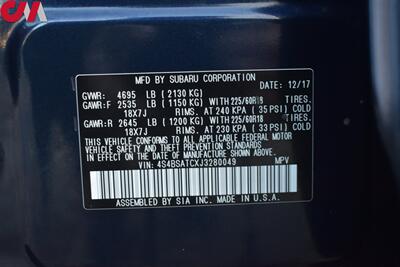 CM
MFD BY SUBARU CORPORATION
GVWR: 4695 LB (2130 KG) DATE: 12/17
GAWR:F 2535 LB (1150 KG) WITH 225/60R18 TIRES.
18X7J RIMS. AT 240 KPA (35 PSI) COLD
GAWR:R 2645 LB (1200 KG) WITH 225/60R18 TIRES.
18X7J RIMS. AT 230 KPA (33 PSI) COLD
THIS VEHICLE CONFORMS TO ALL APPLICABLE
FEDERAL MOTOR VEHICLE SAFETY, BUMPER, AND THEFT
PREVENTION STANDARDS IN EFFECT ON THE DATE OF
MANUFACTURE SHOWN ABOVE.
VIN: 4S4BSATCXJ3280049 MPV
ASSEMBLED BY SIA INC. MADE IN U.S.A.